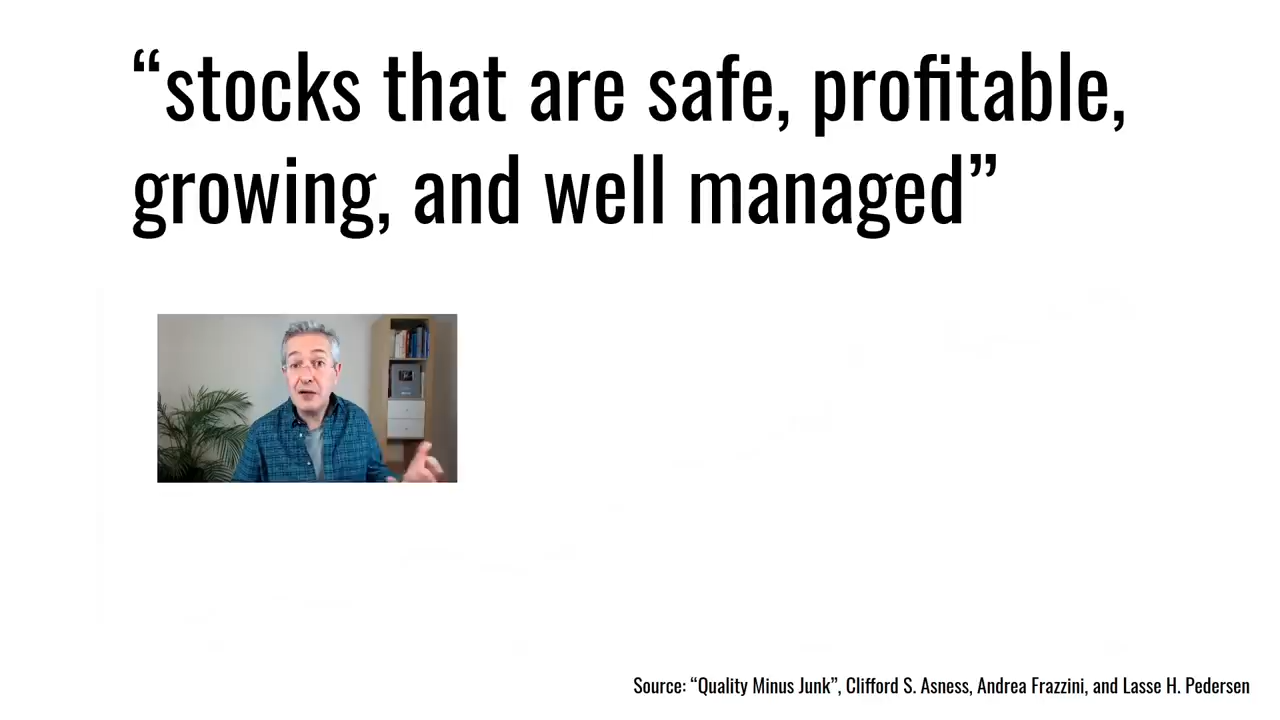 “stocks that are safe, profitable,
growing, and well managed”
Source: “Quality Minus Junk”, Clifford S. Asness, Andrea Frazzini, and Lasse H. Pedersen